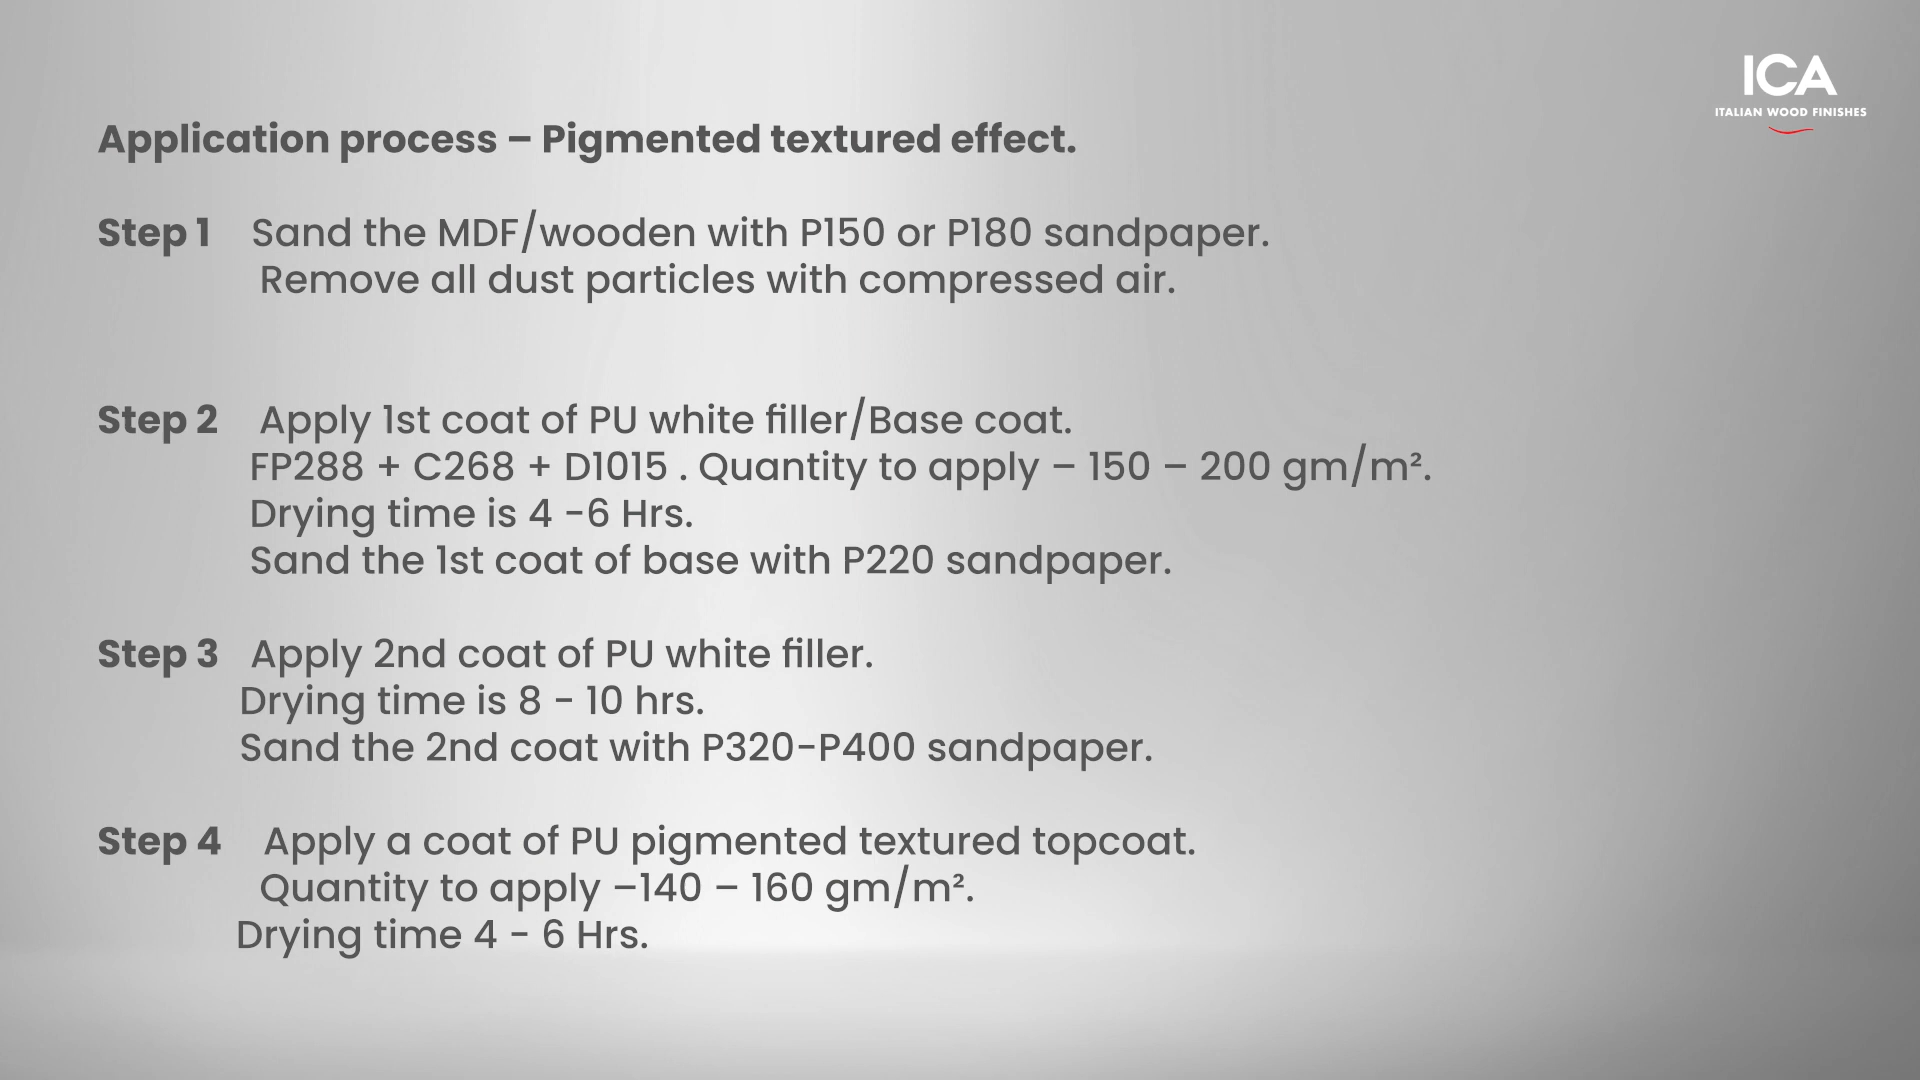 ICA
ITALIAN WOOD FINISHES
Application process – Pigmented textured effect.
Step 1 Sand the MDF/wooden with P150 or P180 sandpaper.
Remove all dust particles with compressed air.
Step 2 Apply 1st coat of PU white filler/Base coat.
FP288 + C268 + D1015 . Quantity to apply – 150 – 200 gm/m².
Drying time is 4 -6 Hrs.
Sand the 1st coat of base with P220 sandpaper.
Step 3 Apply 2nd coat of PU white filler.
Drying time is 8 - 10 hrs.
Sand the 2nd coat with P320-P400 sandpaper.
Step 4 Apply a coat of PU pigmented textured topcoat.
Quantity to apply –140 – 160 gm/m².
Drying time 4 - 6 Hrs.